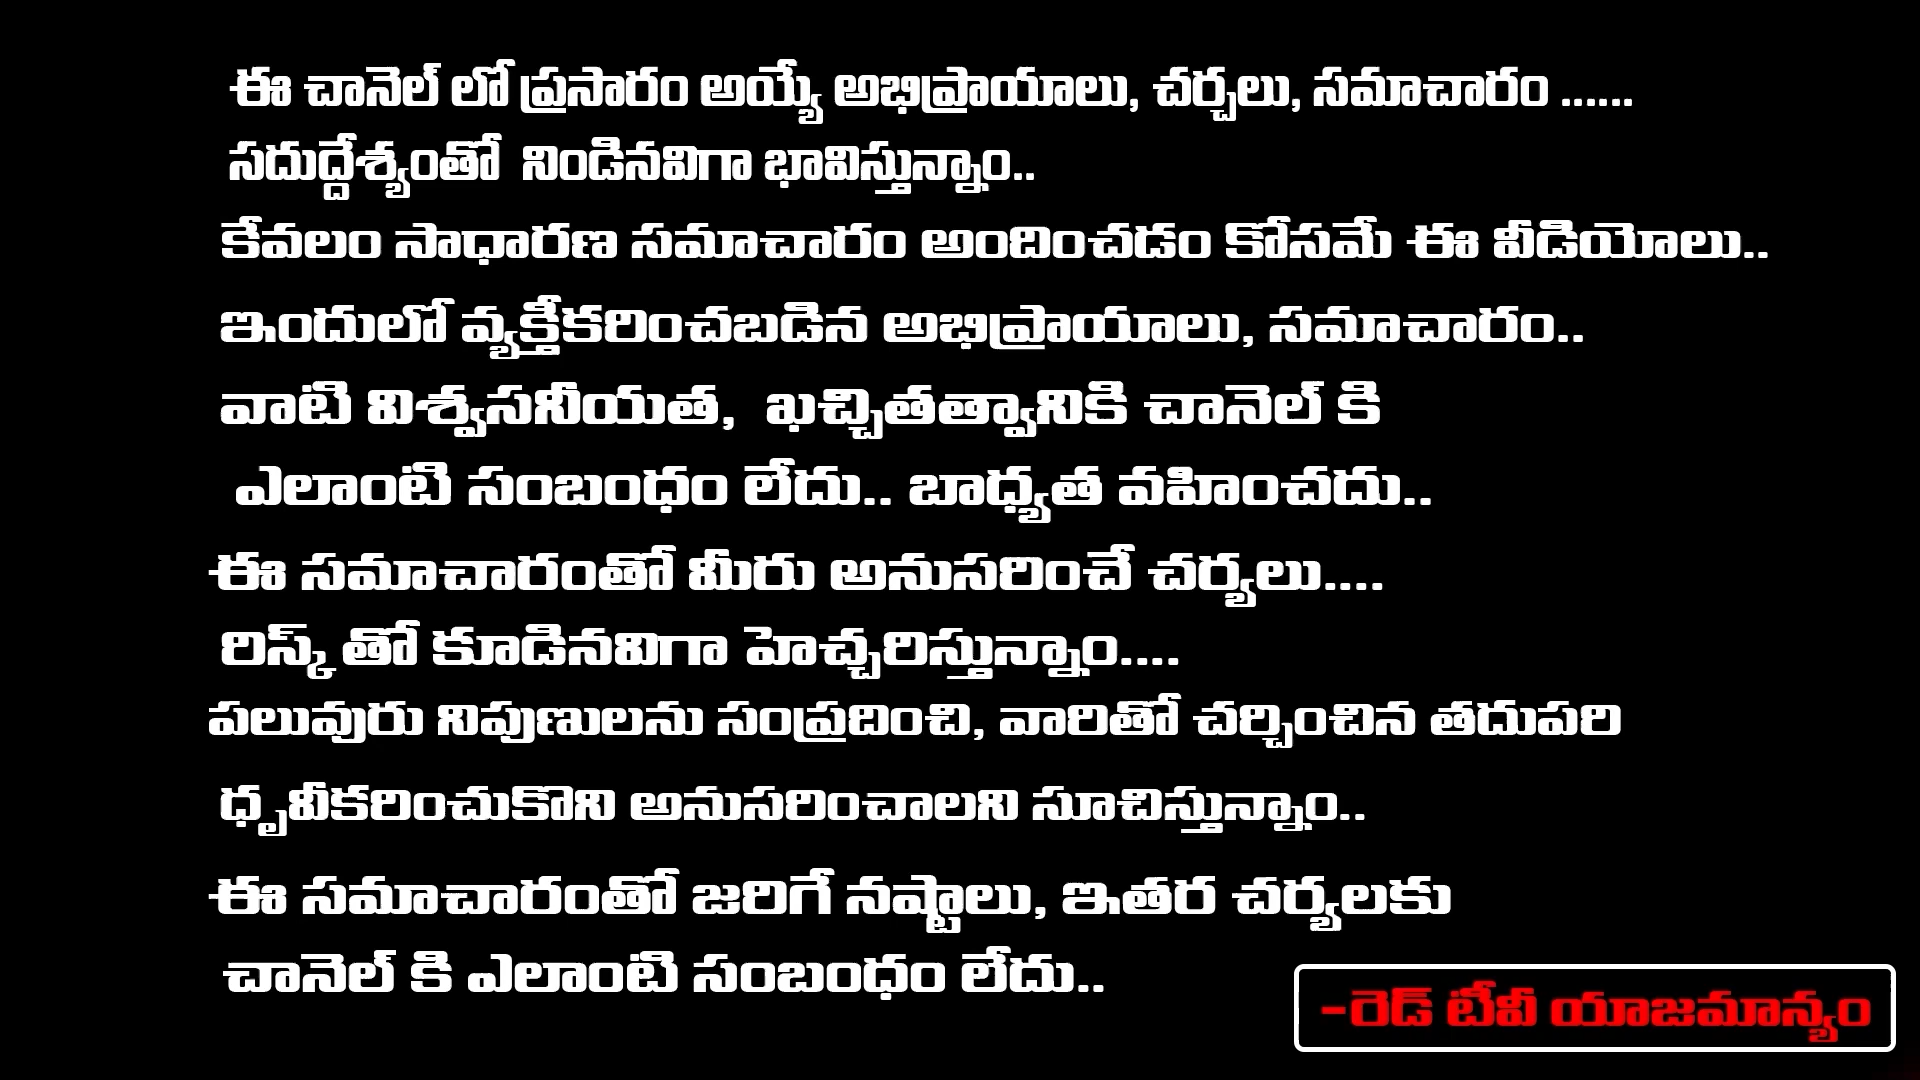 ఈ చానెల్ లో ప్రసారం అయ్యే అభిప్రాయాలు, చర్చలు, సమాచారం ......
సదుద్దేశ్యంతో నిండినవిగా భావిస్తున్నాం..
కేవలం సాధారణ సమాచారం అందించడం కోసమే ఈ వీడియోలు..
ఇందులో వ్యక్తీకరించబడిన అభిప్రాయాలు, సమాచారం..
వాటి విశ్వసనీయత, ఖచ్చితత్వానికి చానెల్ కి
ఎలాంటి సంబంధం లేదు.. బాధ్యత వహించదు..
ఈ సమాచారంతో మీరు అనుసరించే చర్యలు....
రిస్క్ తో కూడినవిగా హెచ్చరిస్తున్నాం....
పలువురు నిపుణులను సంప్రదించి, వారితో చర్చించిన తదుపరి
ధృవీకరించుకొని అనుసరించాలని సూచిస్తున్నాం..
ఈ సమాచారంతో జరిగే నష్టాలు, ఇతర చర్యలకు
చానెల్ కి ఎలాంటి సంబంధం లేదు..
-రెడ్ టీవీ యాజమాన్యం